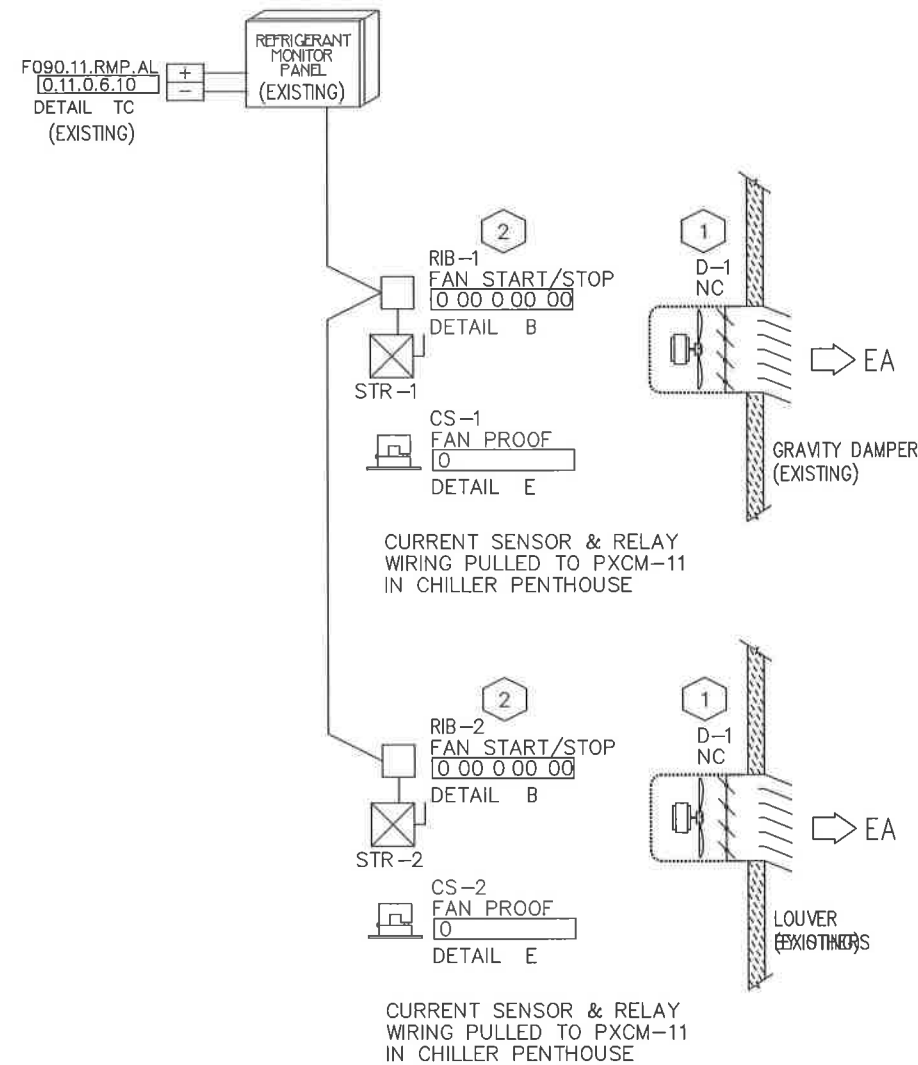 REFRIGERANT
MONITOR
PANEL
(EXISTING)
F090.11.RMP.AL
0.11.0.6.10
DETAIL TC
(EXISTING)
+
−
2
RIB-1
FAN START/STOP
0 00 0 00 00
DETAIL B
STR-1
CS-1
FAN PROOF
0
DETAIL E
CURRENT SENSOR & RELAY
WIRING PULLED TO PXCM-11
IN CHILLER PENTHOUSE
1
D-1
NC
EA
GRAVITY DAMPER
(EXISTING)
2
RIB-2
FAN START/STOP
0 00 0 00 00
DETAIL B
STR-2
CS-2
FAN PROOF
0
DETAIL E
CURRENT SENSOR & RELAY
WIRING PULLED TO PXCM-11
IN CHILLER PENTHOUSE
1
D-1
NC
EA
LOUVER